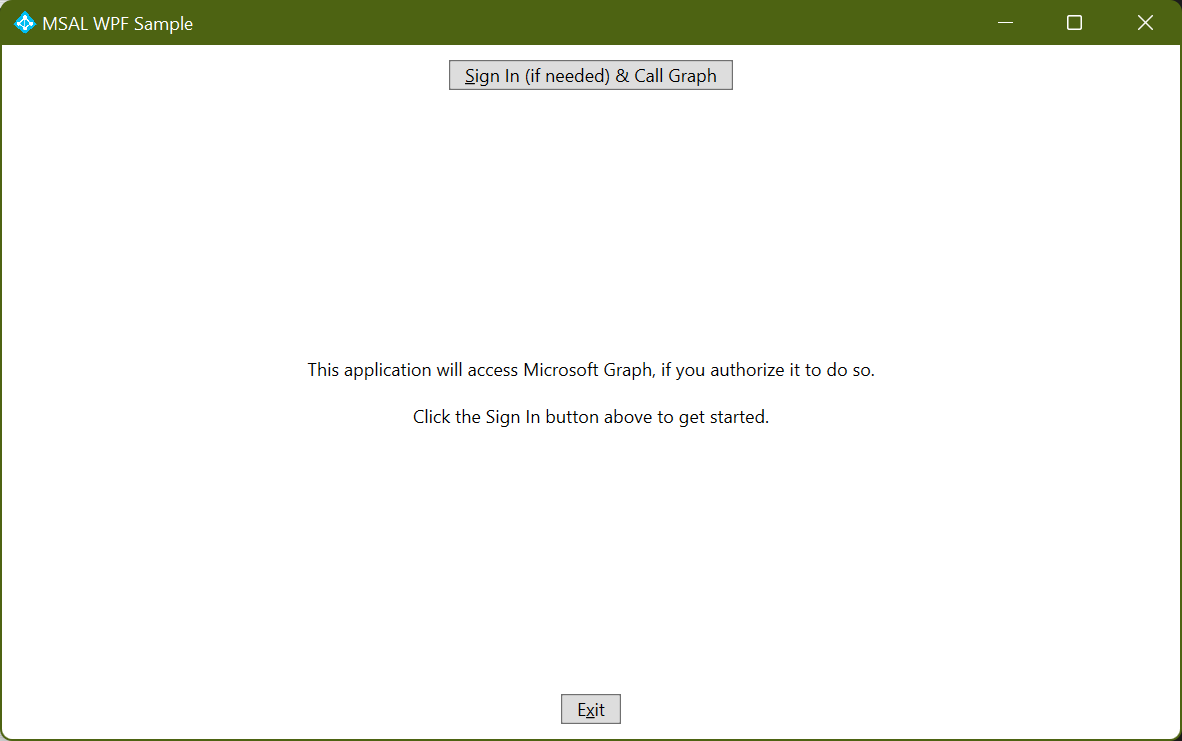 MSAL WPF Sample
Sign In (if needed) & Call Graph
This application will access Microsoft Graph, if you authorize it to do so.
Click the Sign In button above to get started.
Exit